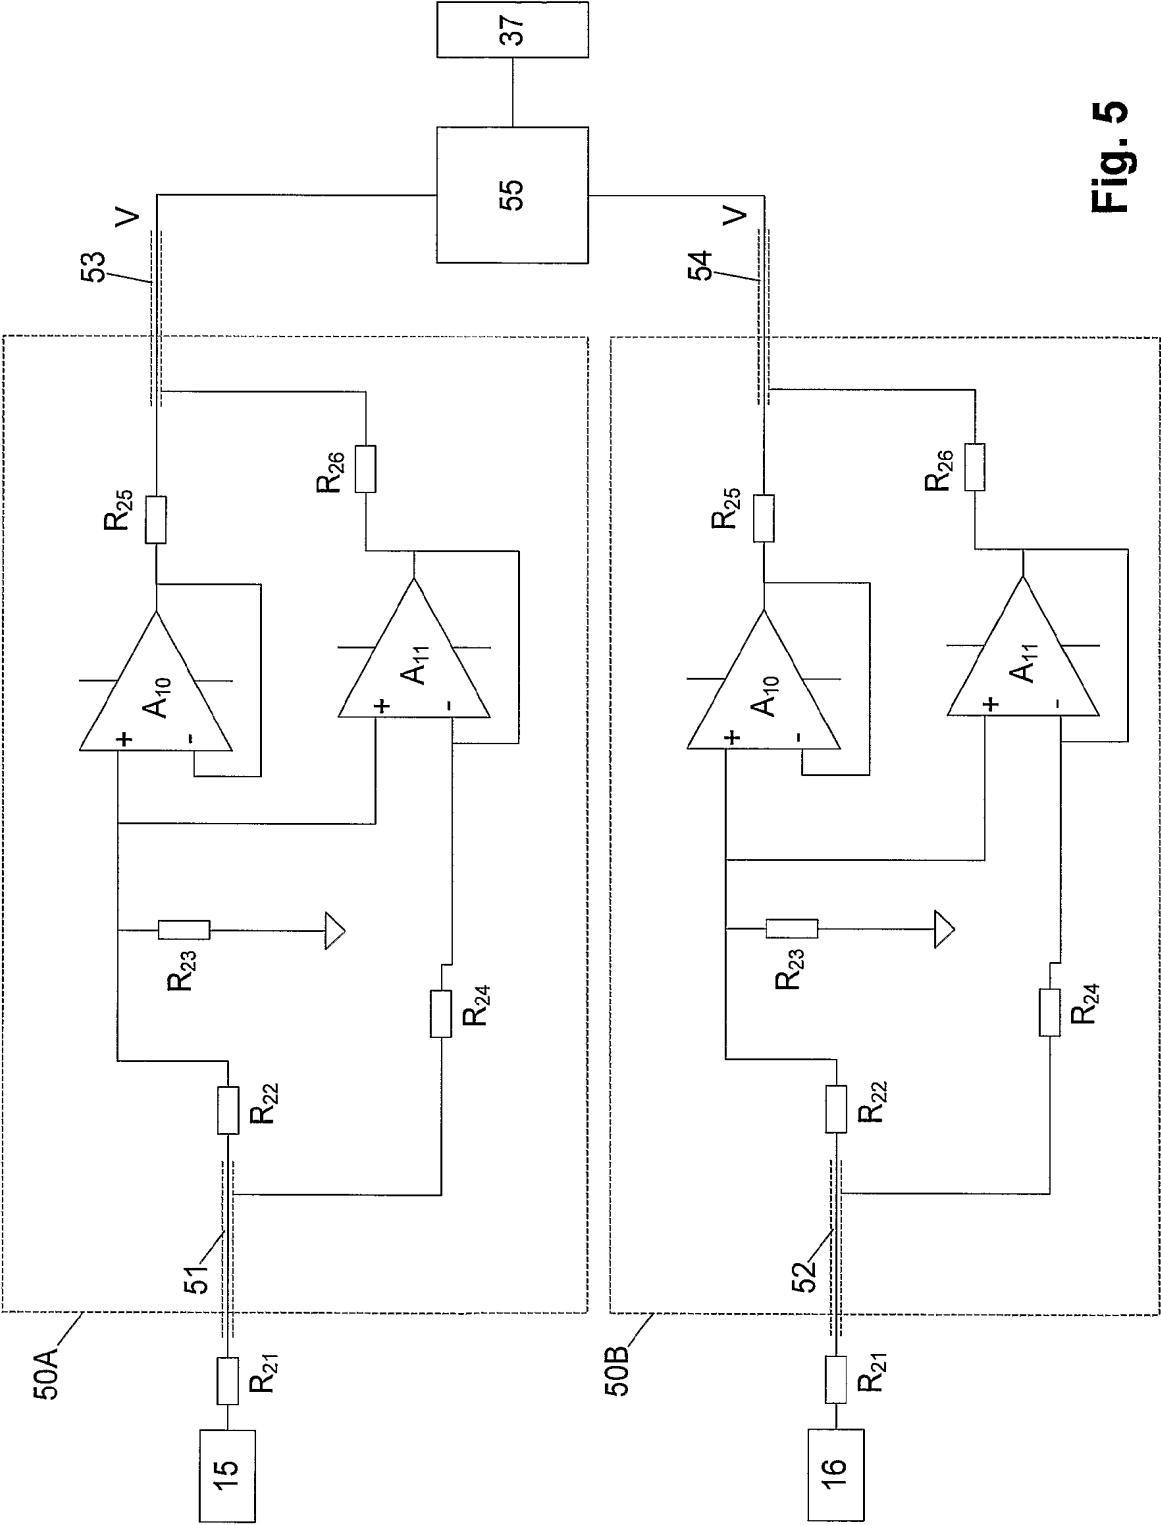 50A
15
R21
51
R22
R23
R24
+
-
A10
+
-
A11
R25
R26
53
V
50B
16
R21
52
R22
R23
R24
+
-
A10
+
-
A11
R25
R26
54
V
55
37
Fig. 5